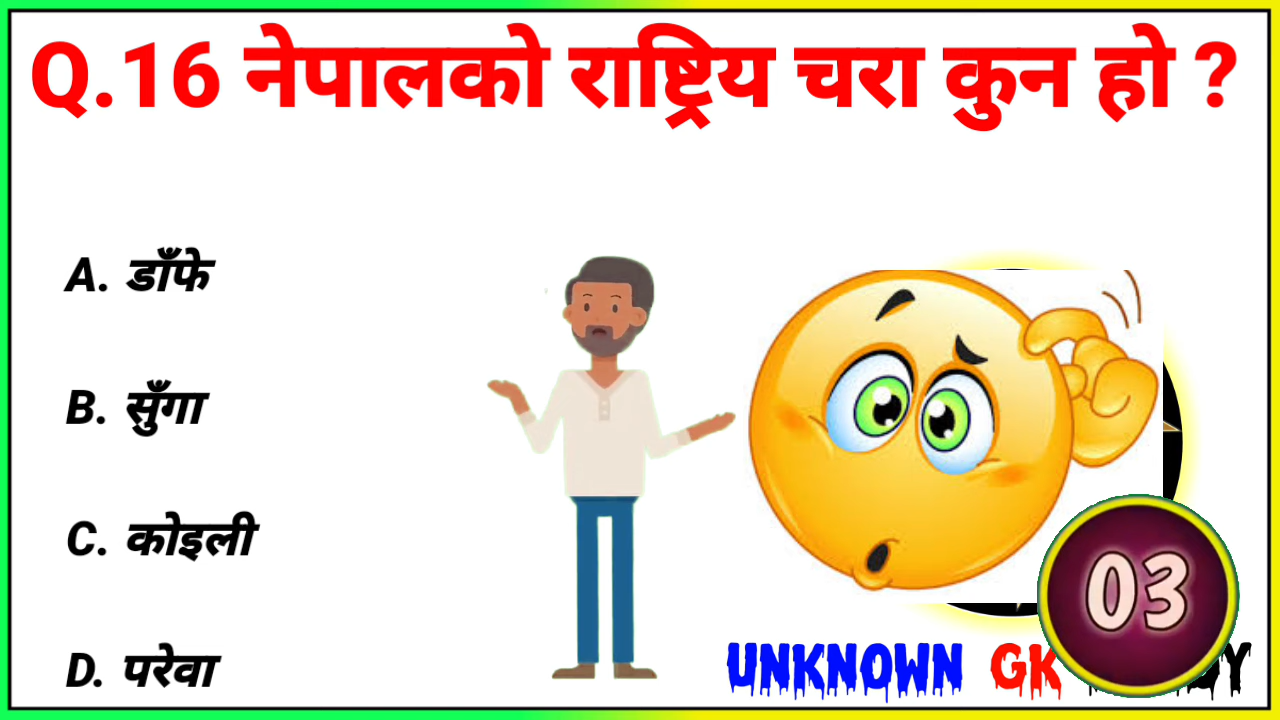 Q.16 नेपालको राष्ट्रिय चरा कुन हो ?
A. डाँफे
B. सुँगा
C. कोइली
D. परेवा
03
UNKNOWN GK